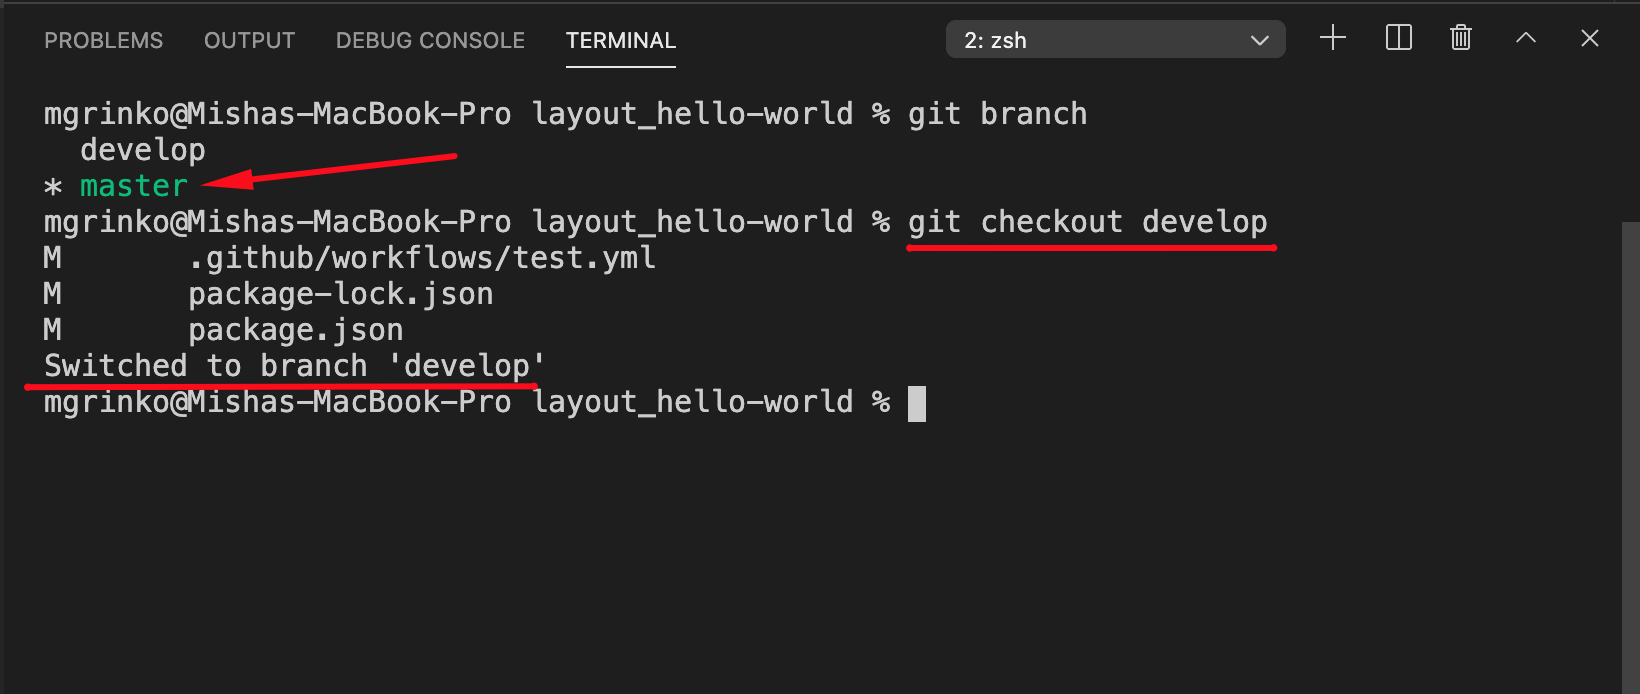 PROBLEMS OUTPUT DEBUG CONSOLE TERMINAL 2: zsh
mgrinko@Mishas-MacBook-Pro layout_hello-world % git branch
  develop
* master
mgrinko@Mishas-MacBook-Pro layout_hello-world % git checkout develop
M       .github/workflows/test.yml
M       package-lock.json
M       package.json
Switched to branch 'develop'
mgrinko@Mishas-MacBook-Pro layout_hello-world %